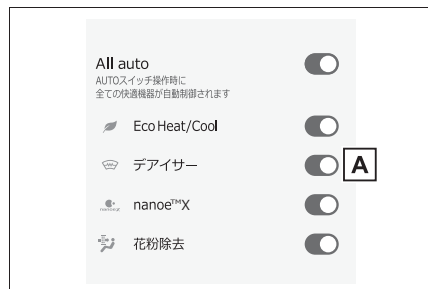 All auto
AUTOスイッチ操作時に
全ての快適機器が自動制御されます
Eco Heat/Cool
デアイサー
A
nanoe™X
花粉除去